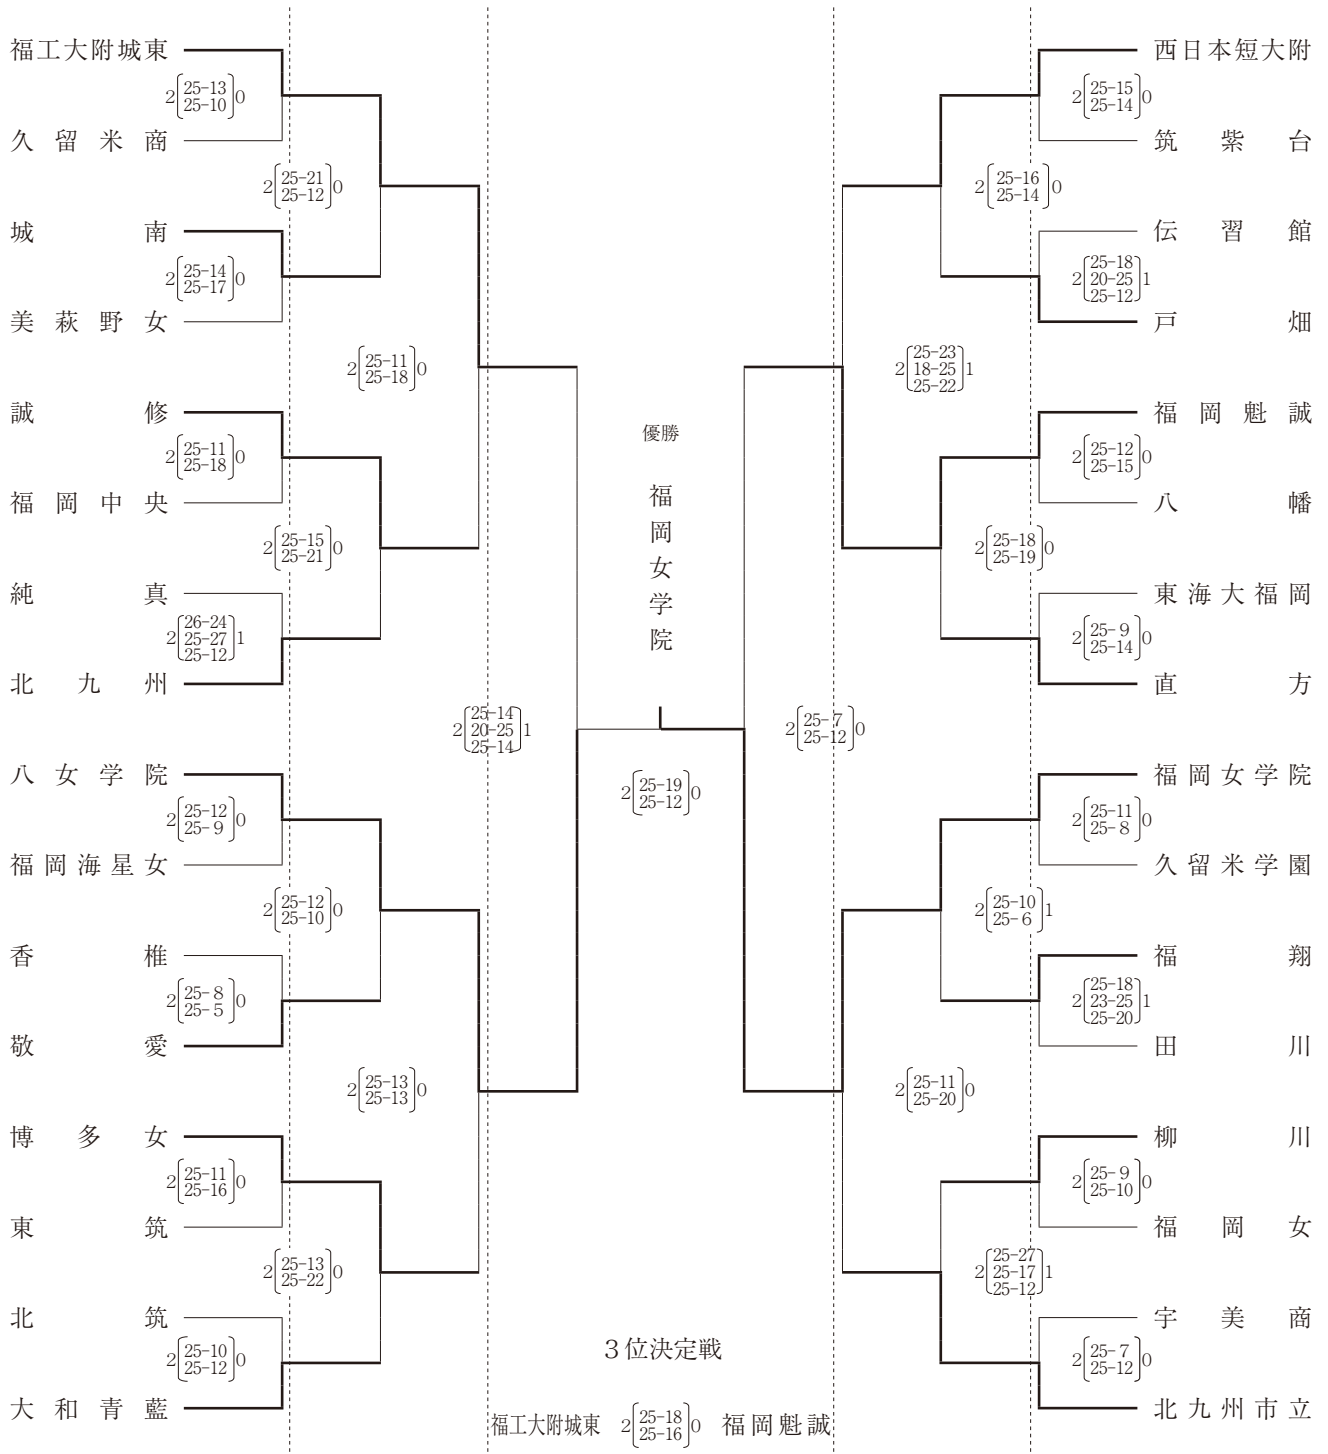 福工大附城東
2 25-13 0
25-10
久留米商
2 25-21 0
25-12
城南
2 25-14 0
25-17
美萩野女
2 25-11 0
25-18
誠修
2 25-11 0
25-18
福岡中央
2 25-15 0
25-21
純真
26-24
2 25-27 1
25-12
北九州
25-14
2 20-25 1
25-14
八女学院
2 25-12 0
25-9
福岡海星女
2 25-12 0
25-10
香椎
2 25-8 0
25-5
敬愛
2 25-13 0
25-13
博多女
2 25-11 0
25-16
東筑
2 25-13 0
25-22
北筑
2 25-10 0
25-12
大和青藍
優勝
福岡女学院
2 25-19 0
25-12
西日本短大附
2 25-15 0
25-14
筑紫台
2 25-16 0
25-14
伝習館
25-18
2 20-25 1
25-12
戸畑
25-23
2 18-25 1
25-22
福岡魁誠
2 25-12 0
25-15
八幡
2 25-18 0
25-19
東海大福岡
2 25-9 0
25-14
直方
2 25-7 0
25-12
福岡女学院
2 25-11 0
25-8
久留米学園
2 25-10 1
25-6
福翔
25-18
2 23-25 1
25-20
田川
2 25-11 0
25-20
柳川
2 25-9 0
25-10
福岡女
25-27
2 25-17 1
25-12
宇美商
2 25-7 0
25-12
北九州市立
3位決定戦
福工大附城東 2 25-18 0 福岡魁誠
25-16